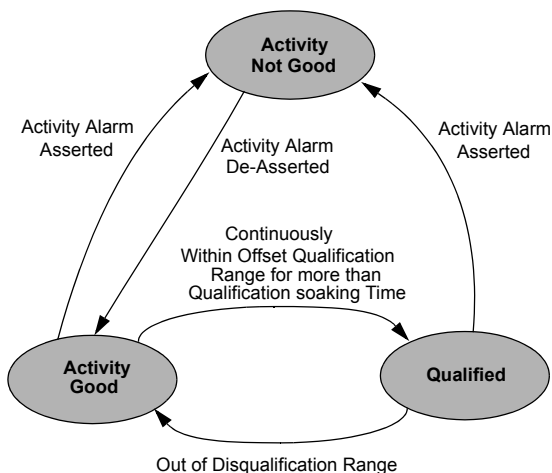 Activity
Not Good
Activity Alarm
Asserted
Activity Alarm
De-Asserted
Activity Alarm
Asserted
Continuously
Within Offset Qualification
Range for more than
Qualification soaking Time
Activity
Good
Qualified
Out of Disqualification Range